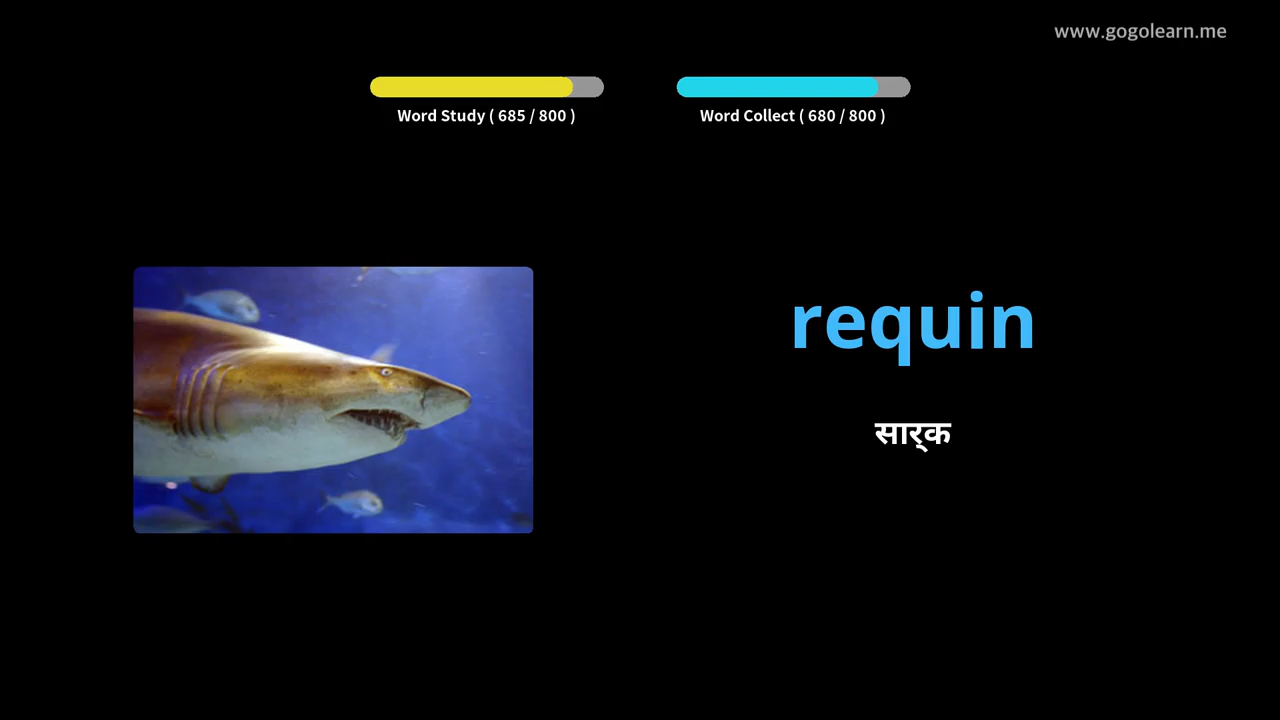 www.gogolearn.me
Word Study ( 685 / 800 )
Word Collect ( 680 / 800 )
requin
सार्‍क